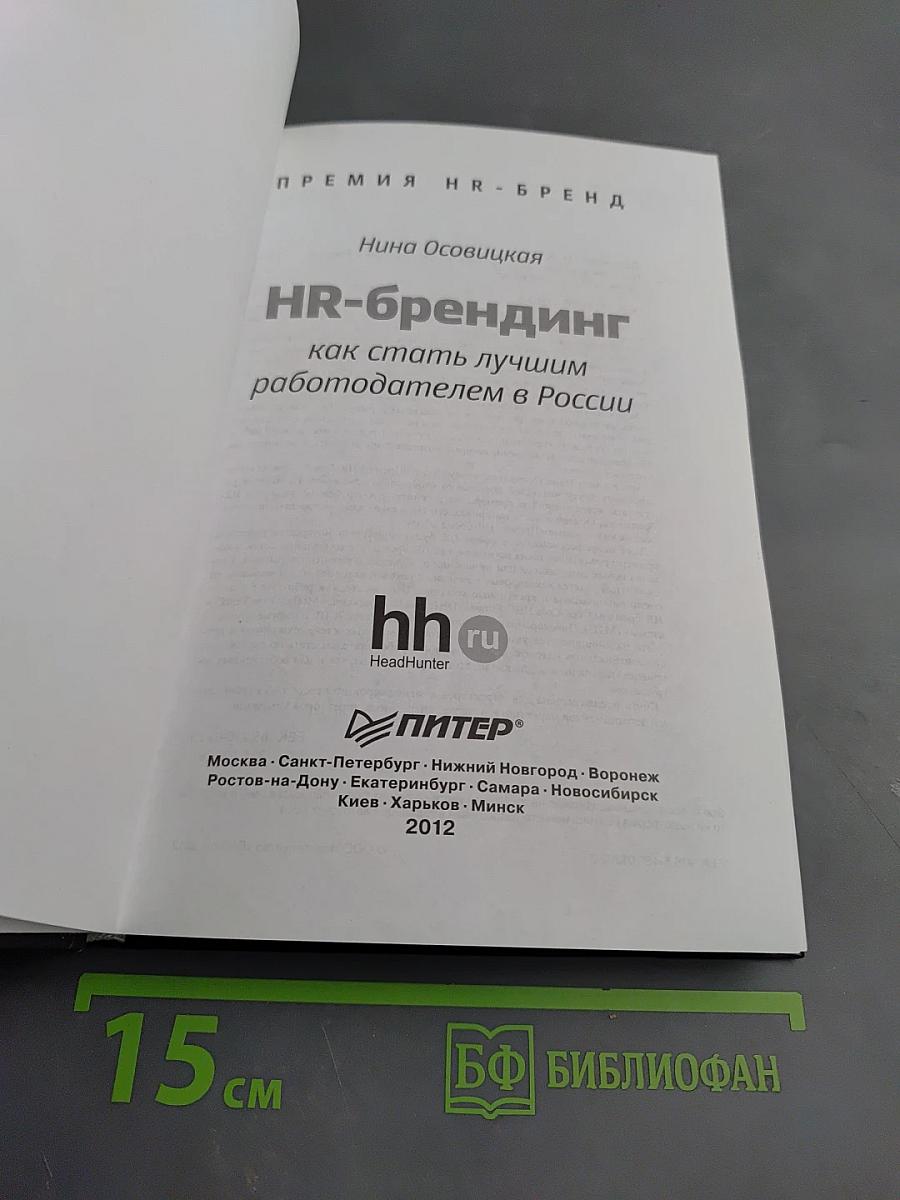 ПРЕМИЯ HR-БРЕНД
Нина Осовицкая
HR-брендинг
как стать лучшим
работодателем в России
hh ru
HeadHunter
ПИТЕР®
Москва · Санкт-Петербург · Нижний Новгород · Воронеж
Ростов-на-Дону · Екатеринбург · Самара · Новосибирск
Киев · Харьков · Минск
2012
15 см
БФ БИБЛИОФАН